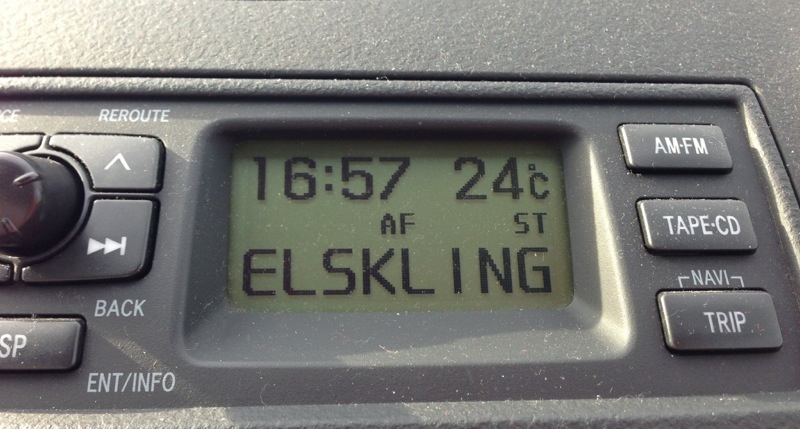 REROUTE
16:57 24°C
AF ST
ELSKLING
BACK
ENT/INFO
AM·FM
TAPE·CD
NAVI
TRIP